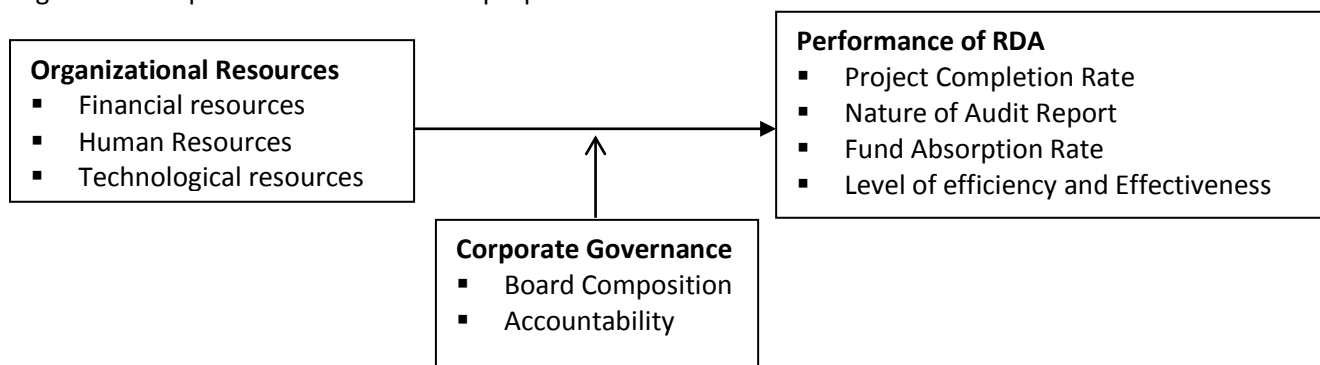 Organizational Resources
▪ Financial resources
▪ Human Resources
▪ Technological resources
Performance of RDA
▪ Project Completion Rate
▪ Nature of Audit Report
▪ Fund Absorption Rate
▪ Level of efficiency and Effectiveness
Corporate Governance
▪ Board Composition
▪ Accountability